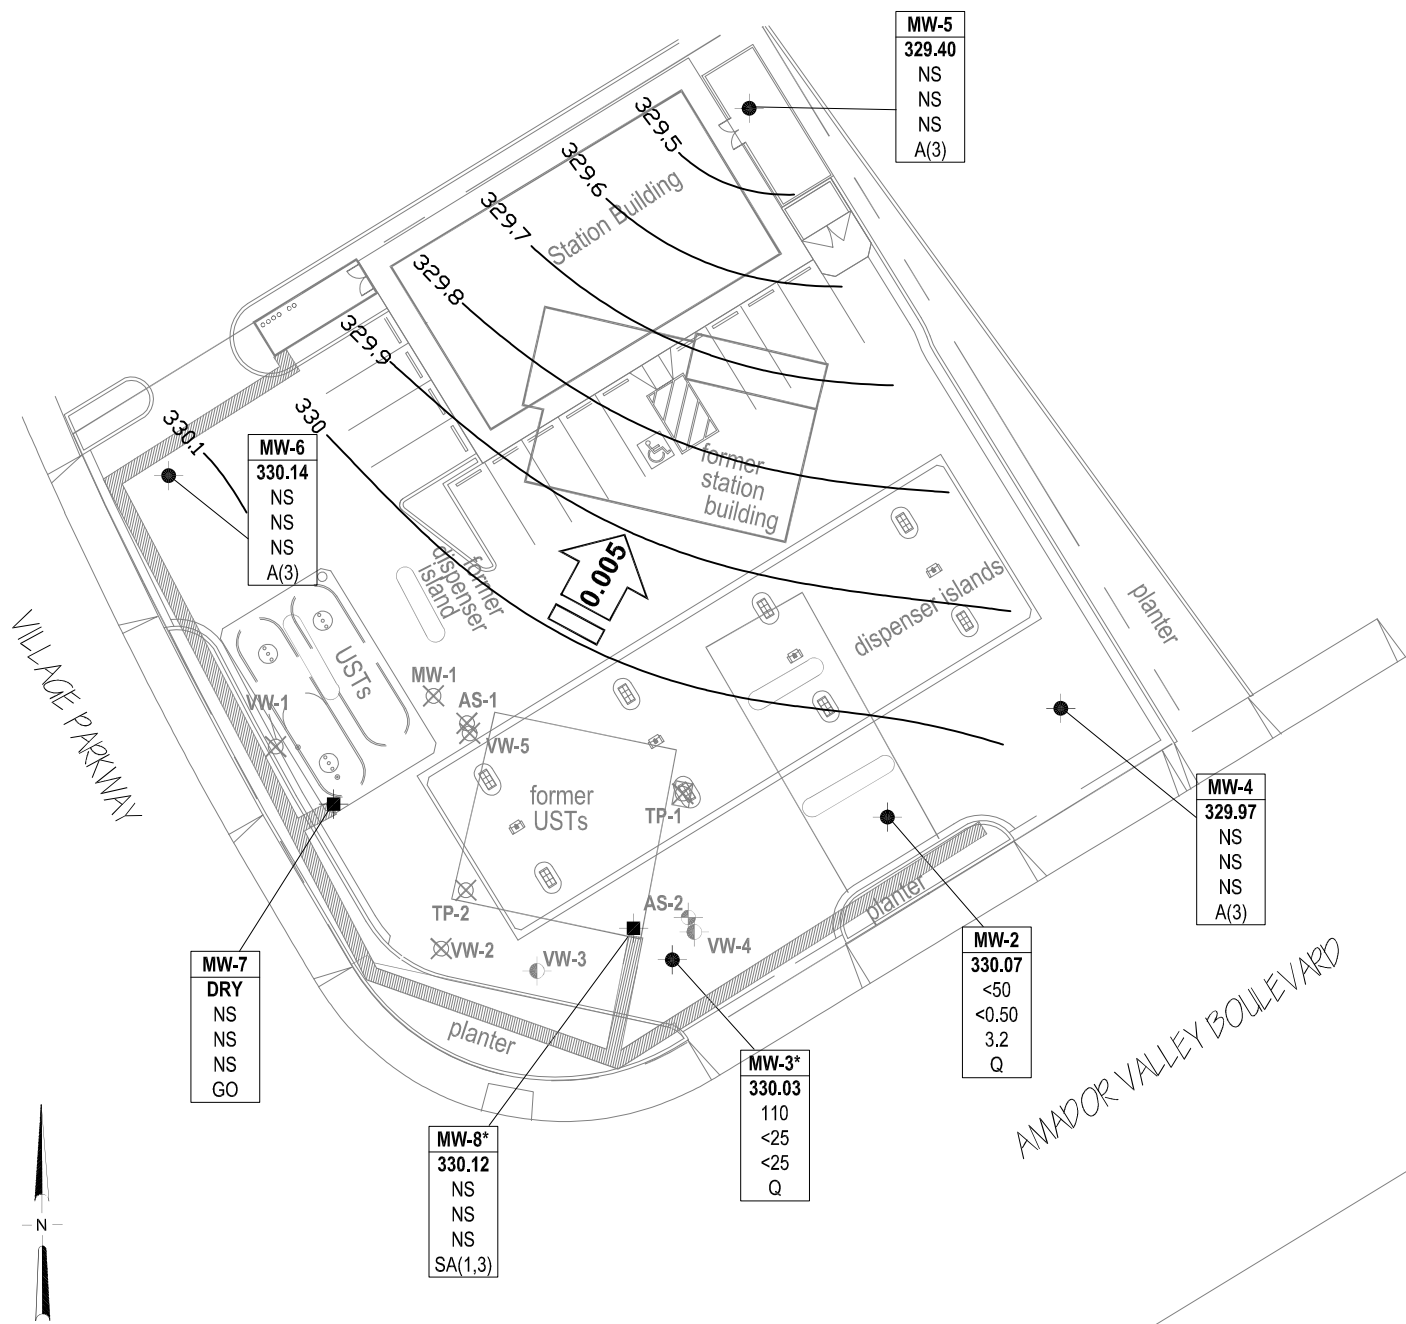 MW-5
329.40
NS
NS
NS
A(3)
329.5
329.6
329.7
329.8
329.9
330
330.1
Station Building
MW-6
330.14
NS
NS
NS
A(3)
former
station
building
former
dispenser
island
0.005
dispenser islands
planter
VILLAGE PARKWAY
USTs
VW-1
MW-1
AS-1
VW-5
former
USTs
TP-1
MW-4
329.97
NS
NS
NS
A(3)
TP-2
VW-2
VW-3
AS-2
VW-4
planter
MW-2
330.07
<50
<0.50
3.2
Q
MW-7
DRY
NS
NS
NS
GO
planter
MW-3*
330.03
110
<25
<25
Q
MW-8*
330.12
NS
NS
NS
SA(1,3)
AMADOR VALLEY BOULEVARD
N